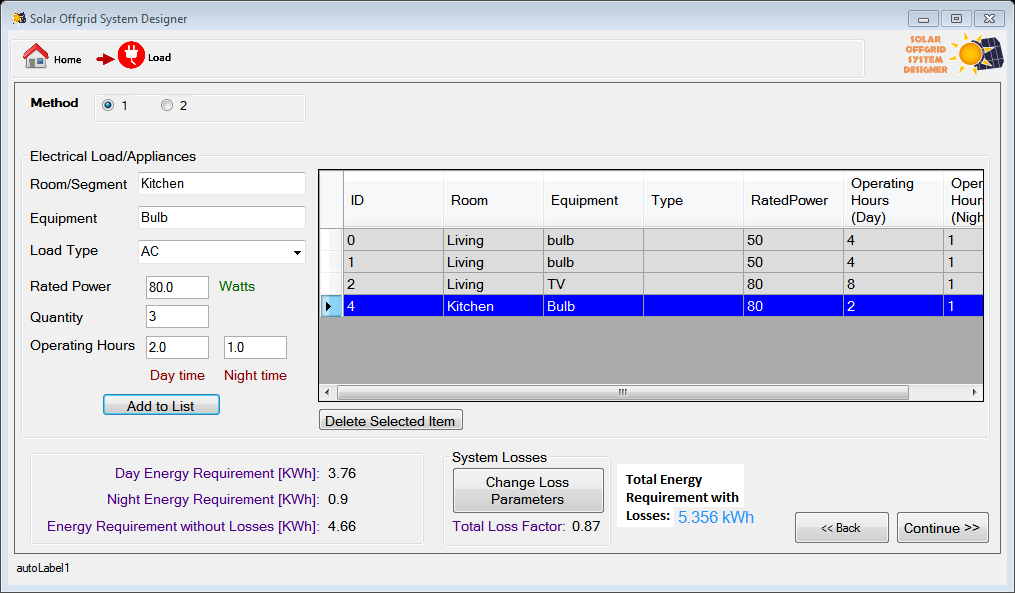 Solar Offgrid System Designer
Home
Load
SOLAR
OFFGRID
SYSTEM
DESIGNER
Method
1
2
Electrical Load/Appliances
Room/Segment Kitchen
Equipment Bulb
Load Type AC
Rated Power 80.0 Watts
Quantity 3
Operating Hours 2.0 1.0
Day time Night time
Add to List
ID Room Equipment Type RatedPower Operating Hours (Day) Oper Hour (Nigh
0 Living bulb 50 4 1
1 Living bulb 50 4 1
2 Living TV 80 8 1
4 Kitchen Bulb 80 2 1
Delete Selected Item
Day Energy Requirement [KWh]: 3.76
Night Energy Requirement [KWh]: 0.9
Energy Requirement without Losses [KWh]: 4.66
System Losses
Change Loss
Parameters
Total Loss Factor: 0.87
Total Energy
Requirement with
Losses: 5.356 kWh
<< Back
Continue >>
autoLabel1